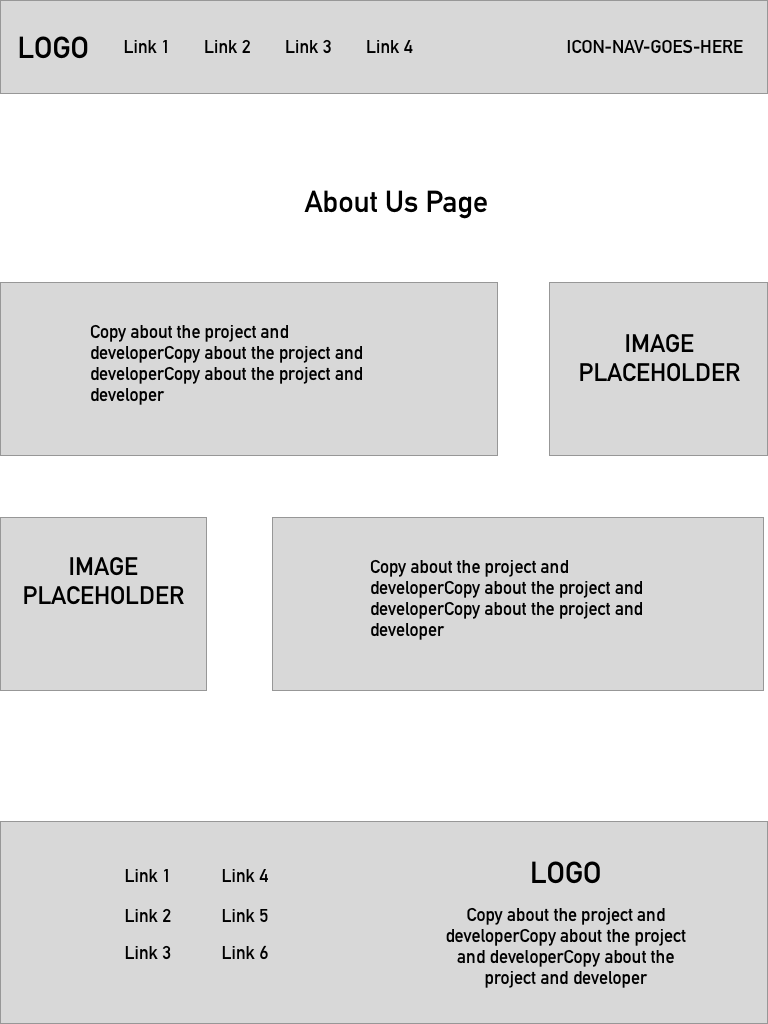 LOGO Link 1 Link 2 Link 3 Link 4 ICON-NAV-GOES-HERE
About Us Page
Copy about the project and
developerCopy about the project and
developerCopy about the project and
developer
IMAGE
PLACEHOLDER
IMAGE
PLACEHOLDER
Copy about the project and
developerCopy about the project and
developerCopy about the project and
developer
Link 1 Link 4
Link 2 Link 5
Link 3 Link 6
LOGO
Copy about the project and
developerCopy about the project
and developerCopy about the
project and developer